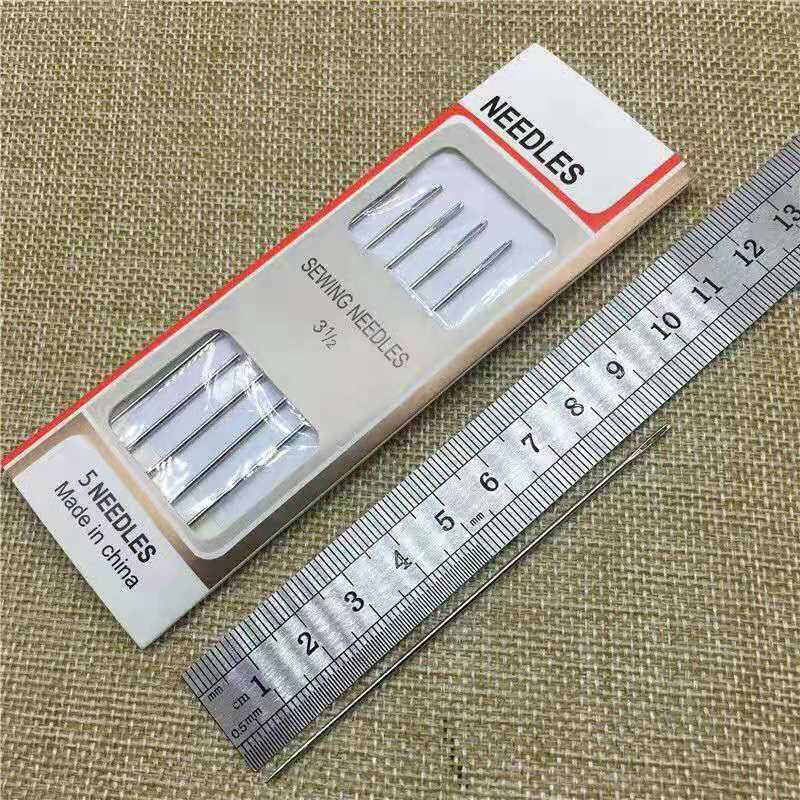 NEEDLES
SEWING NEEDLES
3½
5 NEEDLES
Made in china
mm
cm 1 2 3 4 5 6 7 8 9 10 11 12 13
0.5mm
mm